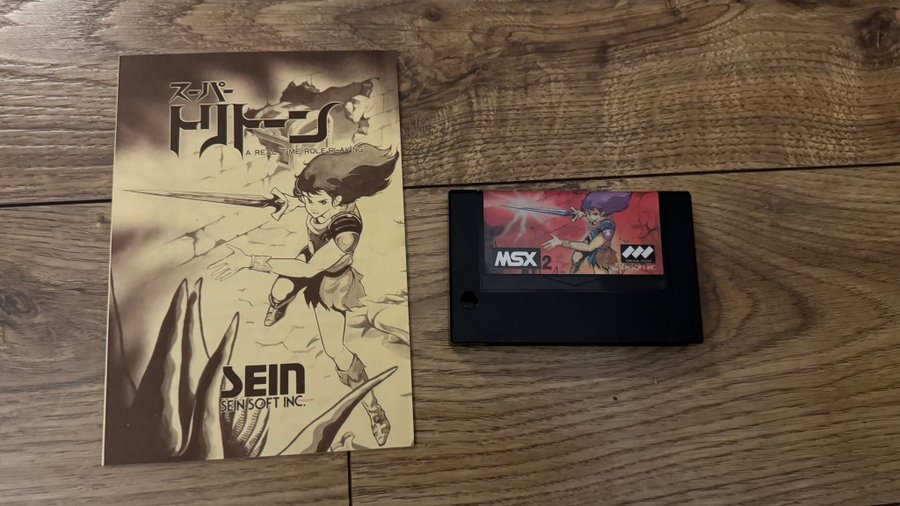 スーパー
トリトーン
A REAL TIME ROLE PLAYING
SEIN
SEIN SOFT INC.
MSX2
SEIN SOFT INC.